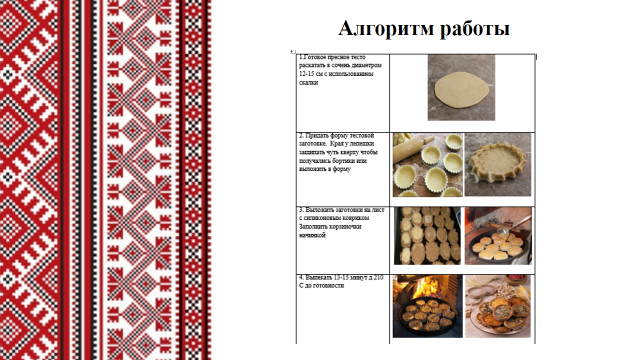 Алгоритм работы
1.Готовое пресное тесто
раскатать в сочень диаметром
12-15 см с использованием
скалки
2. Придать форму тестовой
заготовке. Края у лепешки
защипать чуть кверху чтобы
получались бортики или
выложить в форму
3. Выложить заготовки на лист
с силиконовым ковриком
Заполнить корзиночки
начинкой
4. Выпекать 13-15 минут д 210
С до готовности